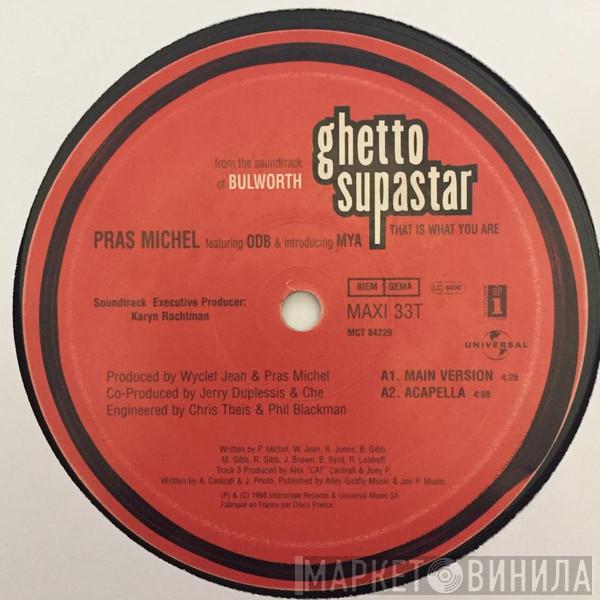 ghetto
supastar
from the soundtrack
of BULWORTH
THAT IS WHAT YOU ARE
PRAS MICHEL featuring ODB & introducing MYA
BIEM GEMA
LC 6406
MAXI 33T
MCT 84229
i
UNIVERSAL
Soundtrack Executive Producer:
Karyn Rachtman
Produced by Wyclef Jean & Pras Michel
Co-Produced by Jerry Duplessis & Che
Engineered by Chris Theis & Phil Blackman
A1. MAIN VERSION 4:26
A2. ACAPELLA 4:08
Written by P. Michel, W. Jean, R. Jones, B. Gibb,
M. Gibb, R. Gibb, J. Brown, B. Byrd, R. Lenhoff
Track 3 Produced by Alex "CAT" Cantrall & Joey P.
Written by A. Cantrall & J. Priolo, Published by Alley Gadfly Music & Joe P. Music.
(P) & (C) 1998 Interscope Records & Universal Music SA
Fabriqué en France par Disco France
МАРКЕТ ВИНИЛА